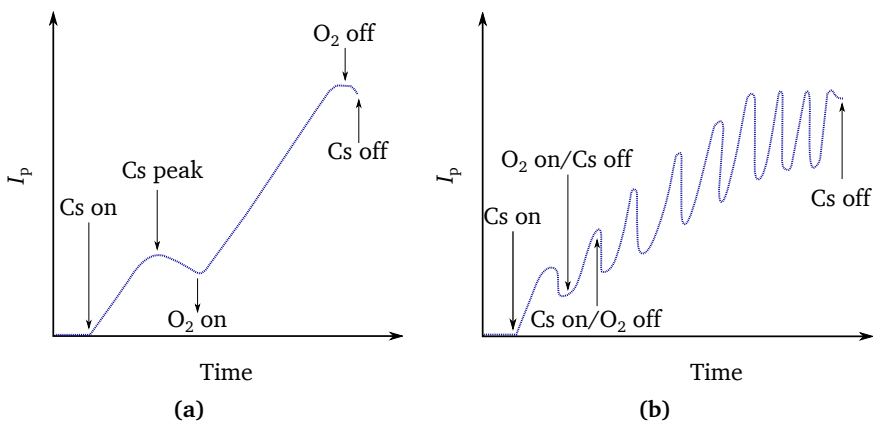 O₂ off
Cs off
Cs peak
Cs on
O₂ on
Iₚ
Time
(a)
O₂ on/Cs off
Cs on
Cs off
Cs on/O₂ off
Iₚ
Time
(b)